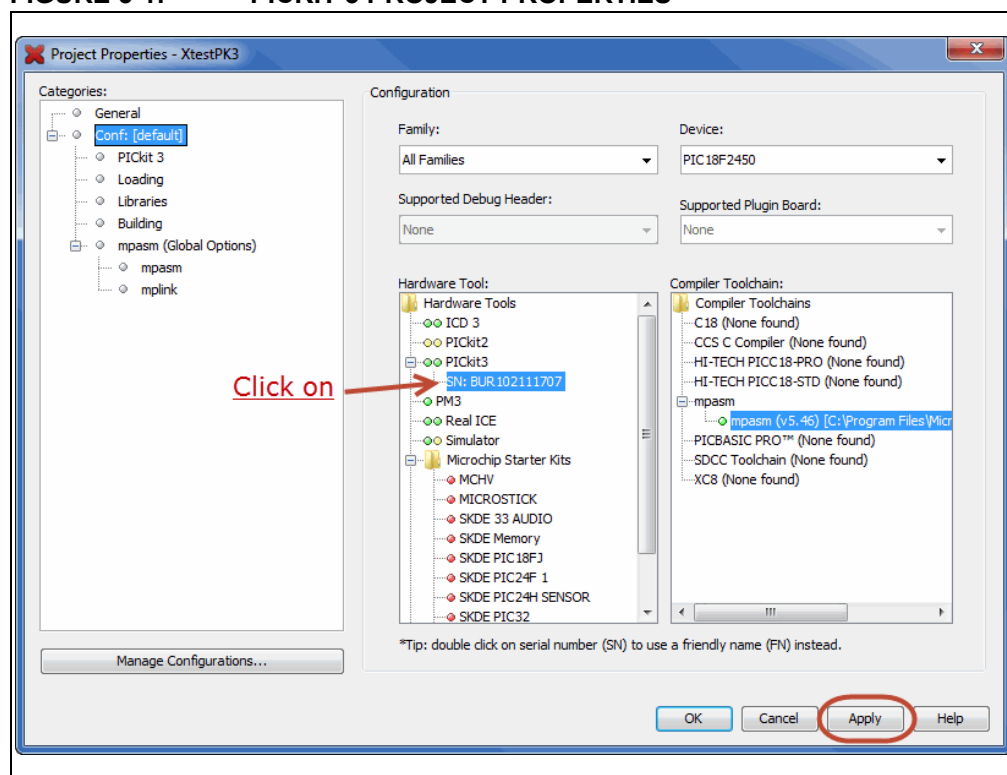 Project Properties - XtestPK3
Categories:
General
Conf: [default]
PICkit 3
Loading
Libraries
Building
mpasm (Global Options)
mpasm
mplink
Manage Configurations...
Configuration
Family:
All Families
Device:
PIC18F2450
Supported Debug Header:
None
Supported Plugin Board:
None
Hardware Tool:
Hardware Tools
ICD 3
PICkit2
PICkit3
SN: BUR102111707
PM3
Real ICE
Simulator
Microchip Starter Kits
MCHV
MICROSTICK
SKDE 33 AUDIO
SKDE Memory
SKDE PIC18FJ
SKDE PIC24F 1
SKDE PIC24H SENSOR
SKDE PIC32
Click on
Compiler Toolchain:
Compiler Toolchains
C18 (None found)
CCS C Compiler (None found)
HI-TECH PICC18-PRO (None found)
HI-TECH PICC18-STD (None found)
mpasm
mpasm (v5.46) [C:\Program Files\Micr
PICBASIC PRO™ (None found)
SDCC Toolchain (None found)
XC8 (None found)
*Tip: double click on serial number (SN) to use a friendly name (FN) instead.
OK Cancel Apply Help